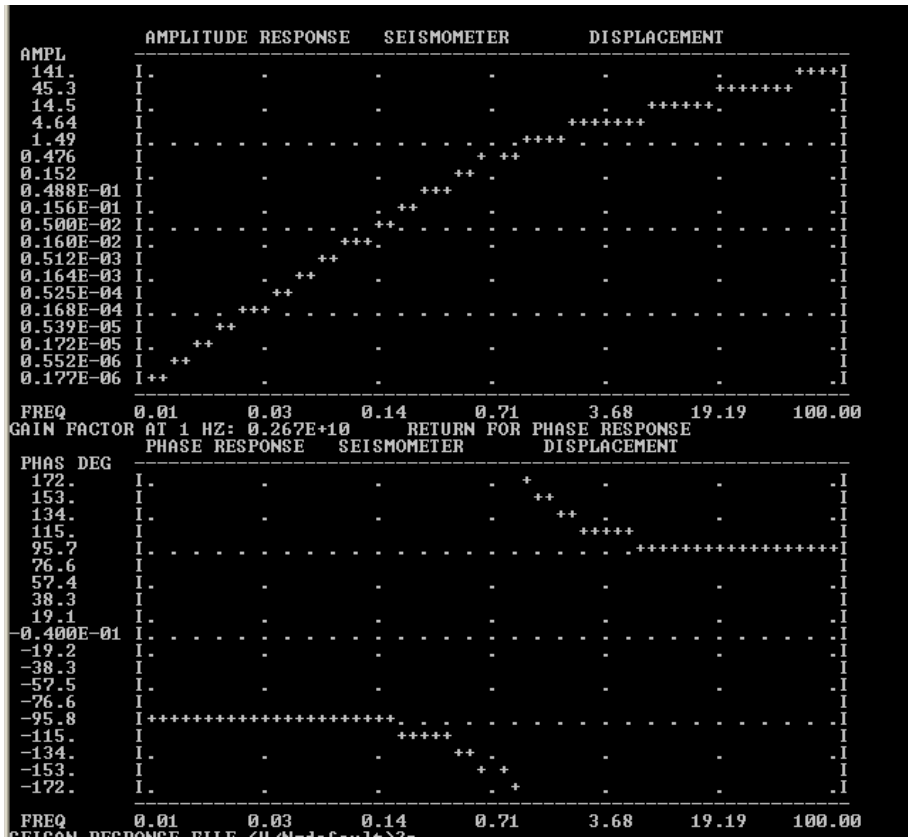 AMPLITUDE RESPONSE SEISMOMETER DISPLACEMENT
AMPL
141.
45.3
14.5
4.64
1.49
0.476
0.152
0.488E-01
0.156E-01
0.500E-02
0.160E-02
0.512E-03
0.164E-03
0.525E-04
0.168E-04
0.539E-05
0.172E-05
0.552E-06
0.177E-06
FREQ 0.01 0.03 0.14 0.71 3.68 19.19 100.00
GAIN FACTOR AT 1 HZ: 0.267E+10 RETURN FOR PHASE RESPONSE
PHASE RESPONSE SEISMOMETER DISPLACEMENT
PHAS DEG
172.
153.
134.
115.
95.7
76.6
57.4
38.3
19.1
-0.400E-01
-19.2
-38.3
-57.5
-76.6
-95.8
-115.
-134.
-153.
-172.
FREQ 0.01 0.03 0.14 0.71 3.68 19.19 100.00
SEISAN RESPONSE FILE (Y/N=default)?